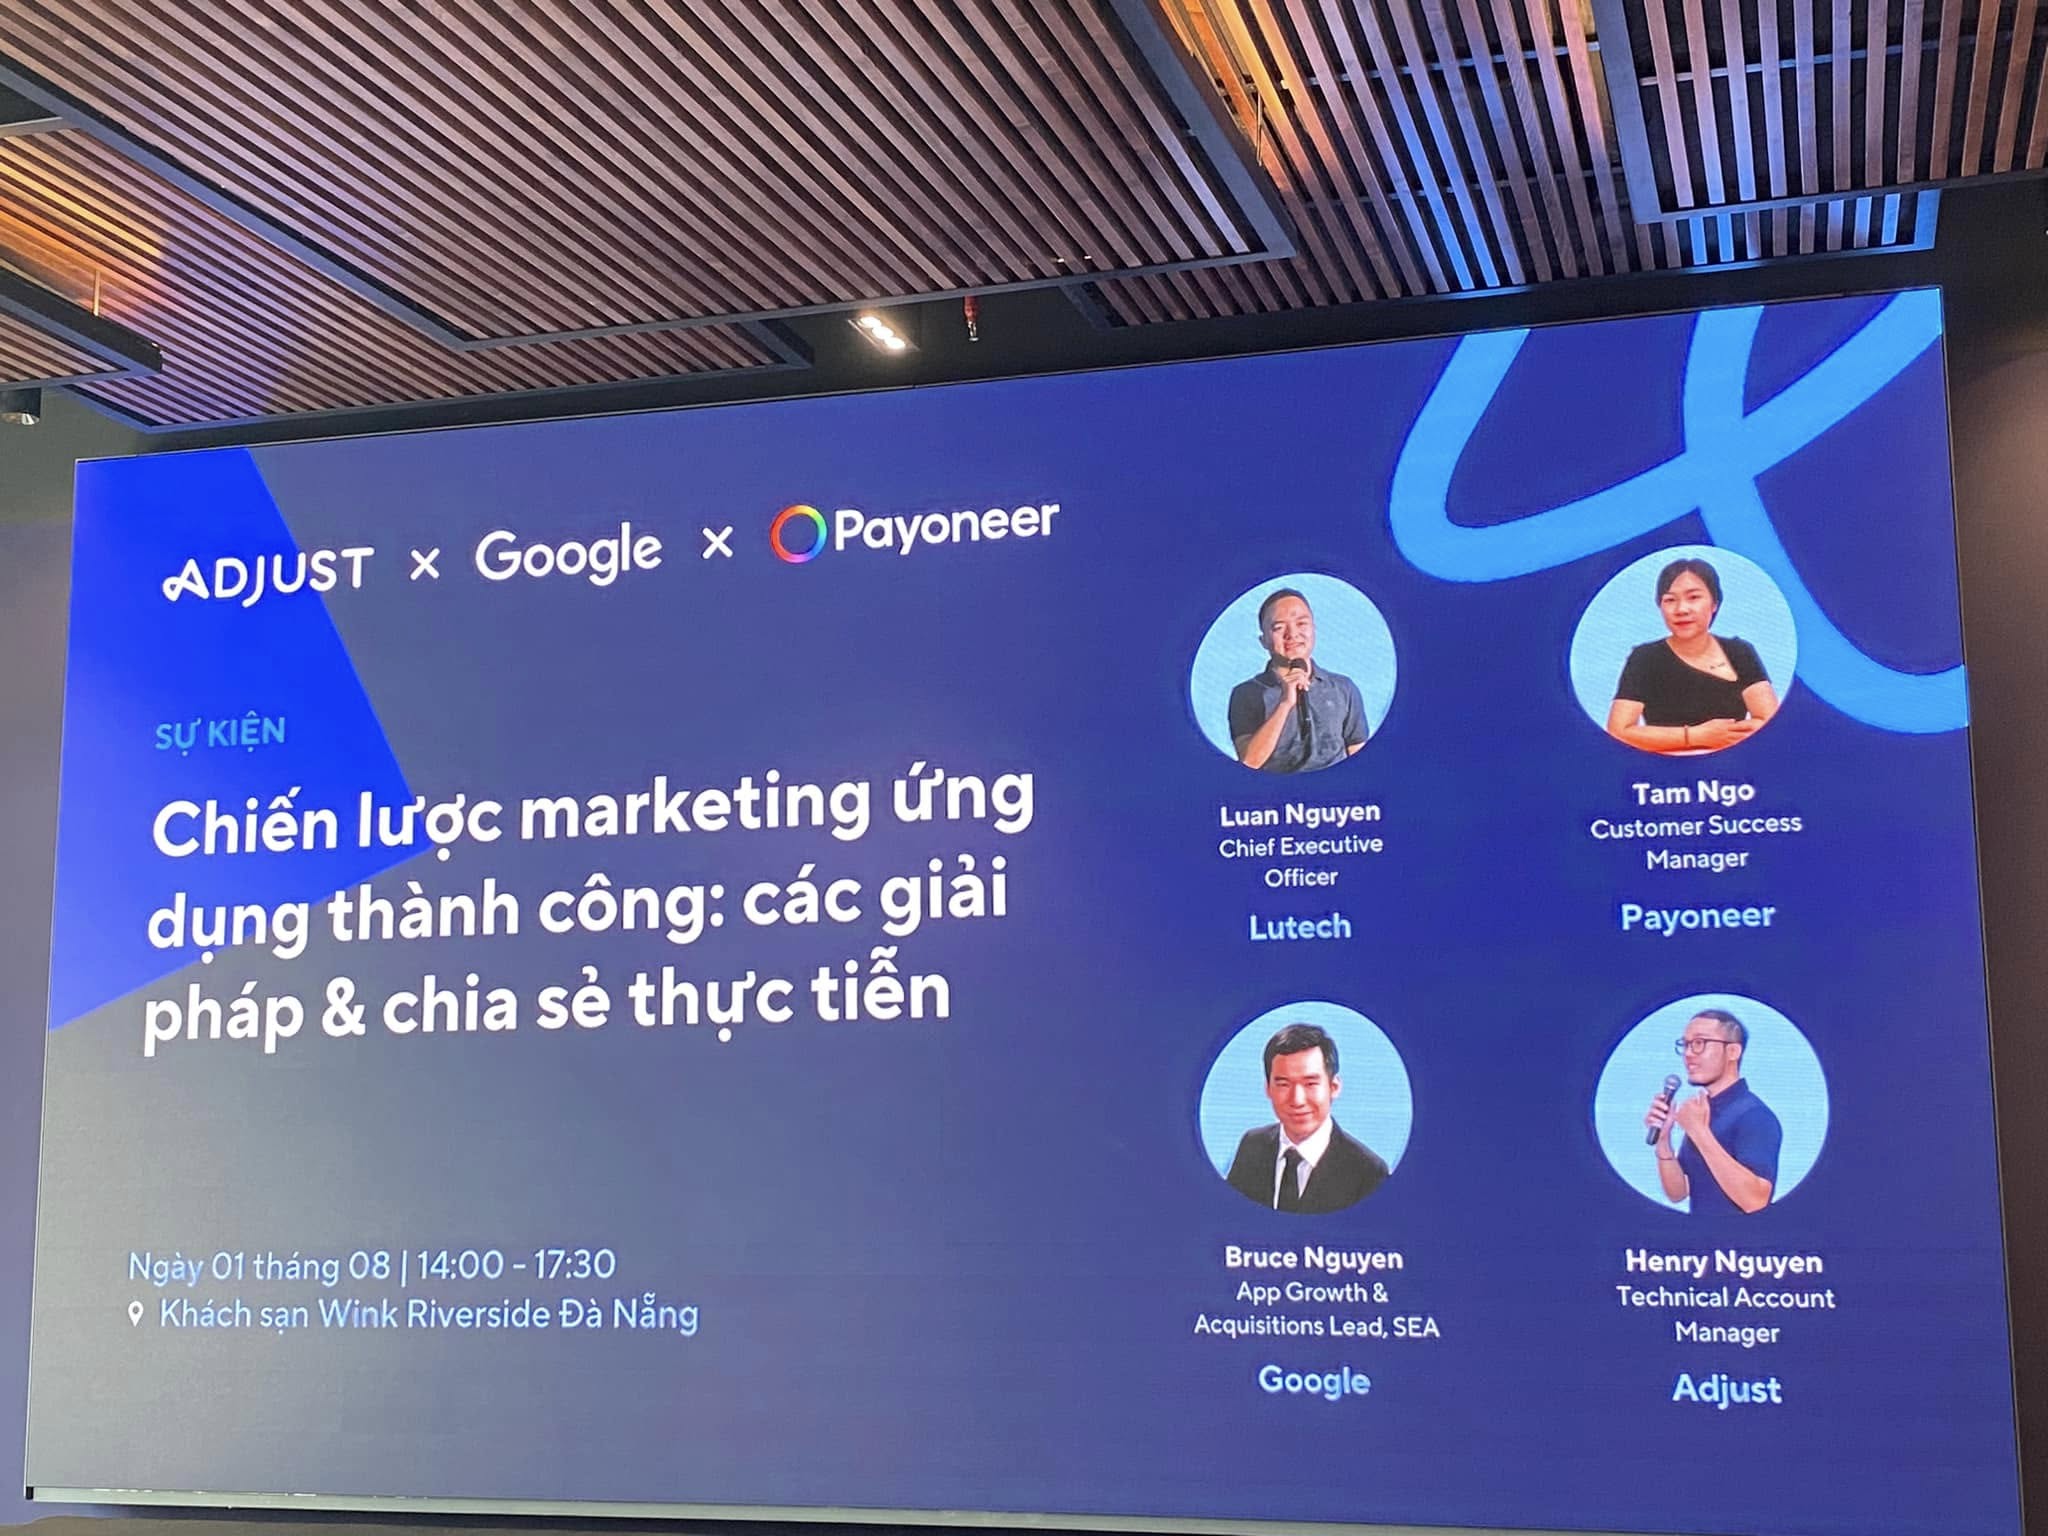 ADJUST × Google × Payoneer
SỰ KIỆN
Chiến lược marketing ứng
dụng thành công: các giải
pháp & chia sẻ thực tiễn
Ngày 01 tháng 08 | 14:00 - 17:30
Khách sạn Wink Riverside Đà Nẵng
Luan Nguyen
Chief Executive
Officer
Lutech
Tam Ngo
Customer Success
Manager
Payoneer
Bruce Nguyen
App Growth &
Acquisitions Lead, SEA
Google
Henry Nguyen
Technical Account
Manager
Adjust